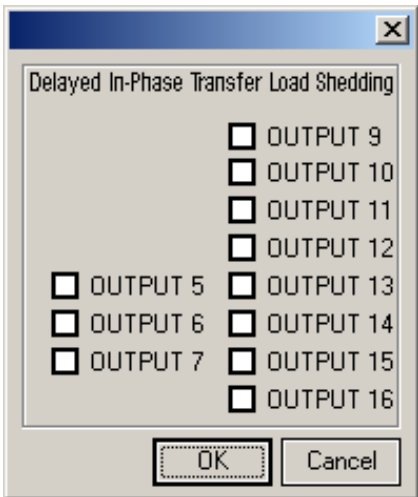 Delayed In-Phase Transfer Load Shedding
OUTPUT 9
OUTPUT 10
OUTPUT 11
OUTPUT 12
OUTPUT 5 OUTPUT 13
OUTPUT 6 OUTPUT 14
OUTPUT 7 OUTPUT 15
OUTPUT 16
OK Cancel